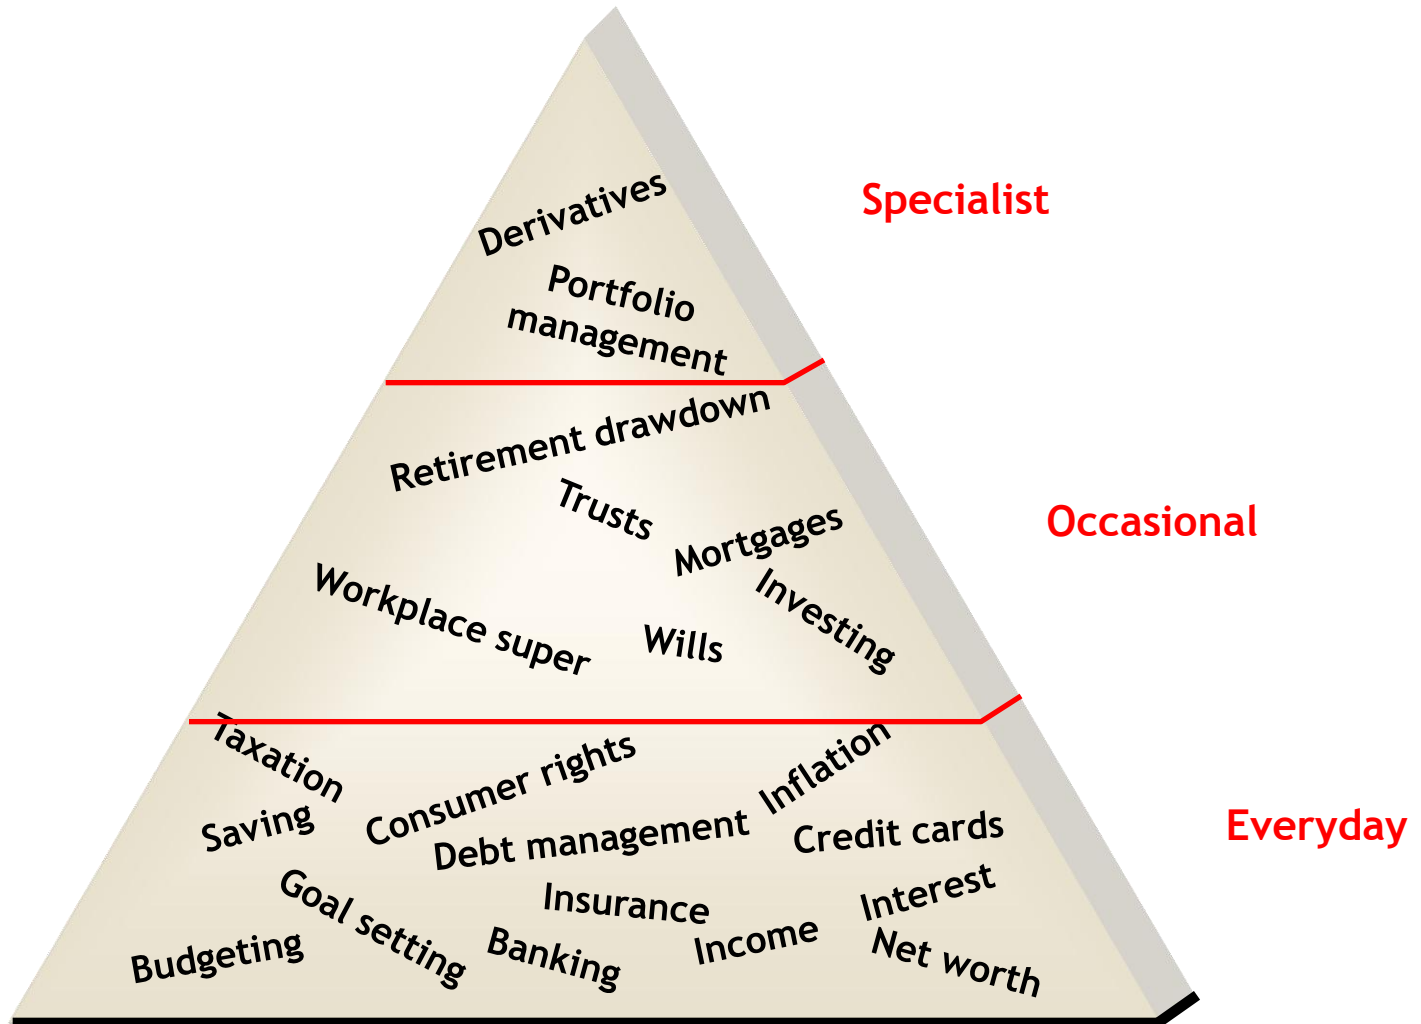 Derivatives
Specialist
Portfolio
management
Retirement drawdown
Trusts
Mortgages
Occasional
Workplace super
Wills
Investing
Taxation
Consumer rights
Inflation
Saving
Debt management
Credit cards
Everyday
Goal setting
Insurance
Interest
Budgeting
Banking
Income
Net worth